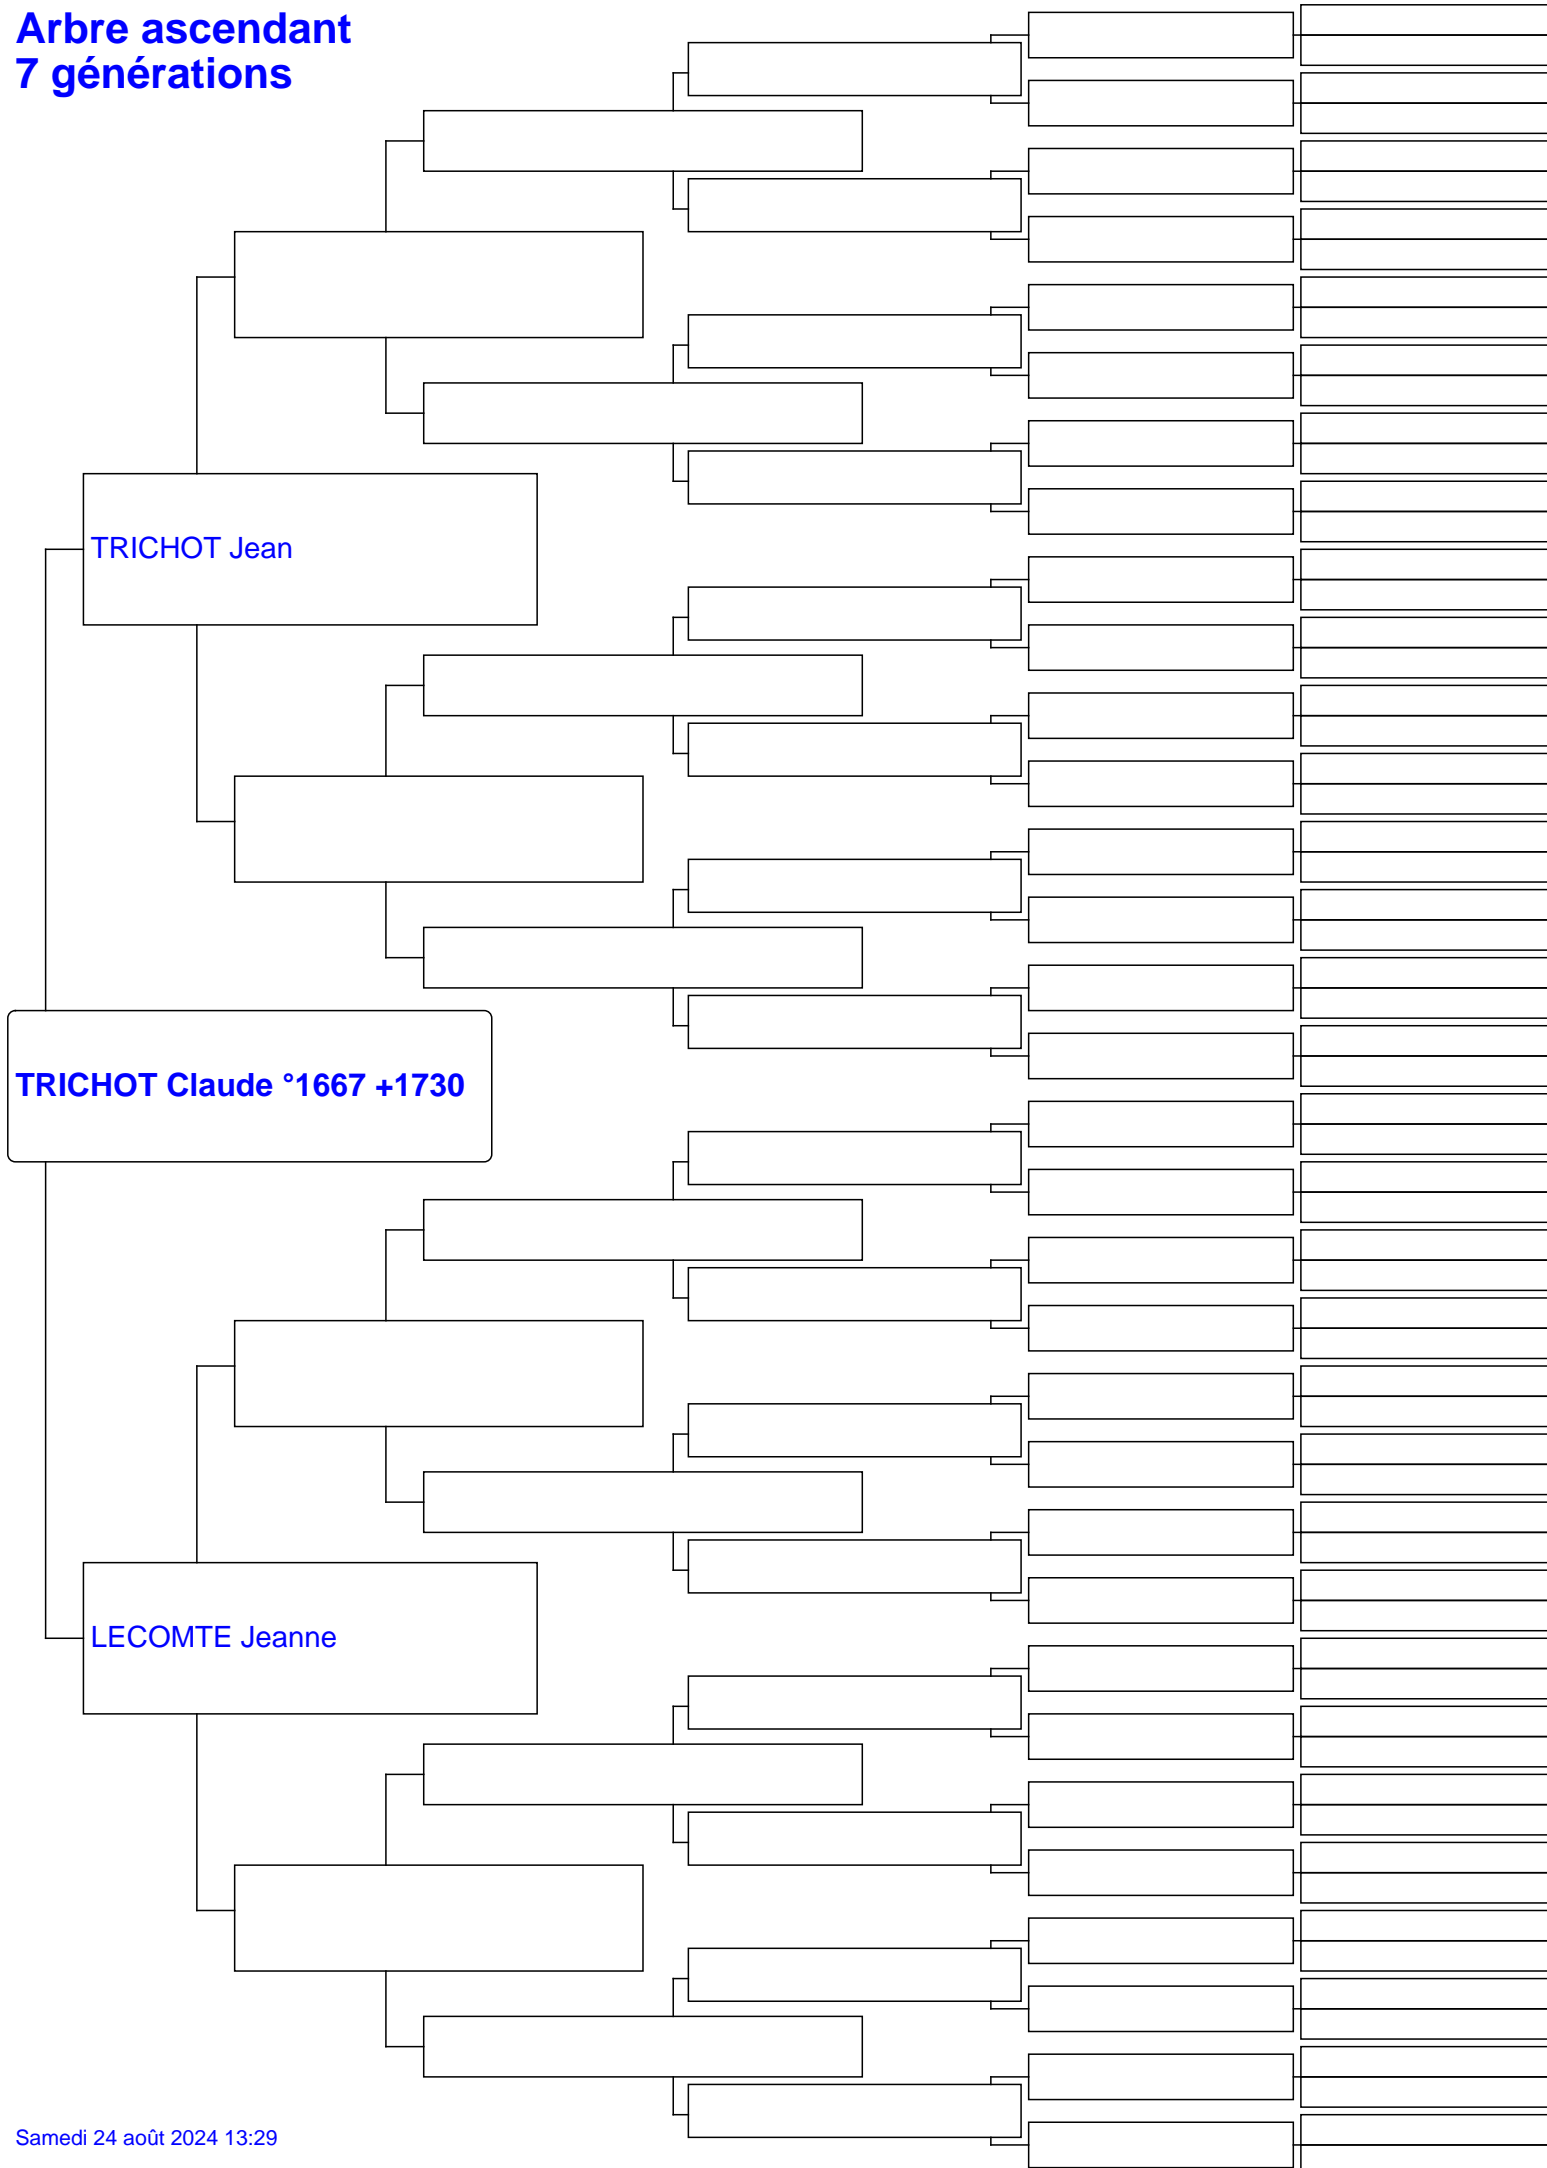 Arbre ascendant
7 générations
TRICHOT Jean
TRICHOT Claude °1667 +1730
LECOMTE Jeanne
Samedi 24 août 2024 13:29